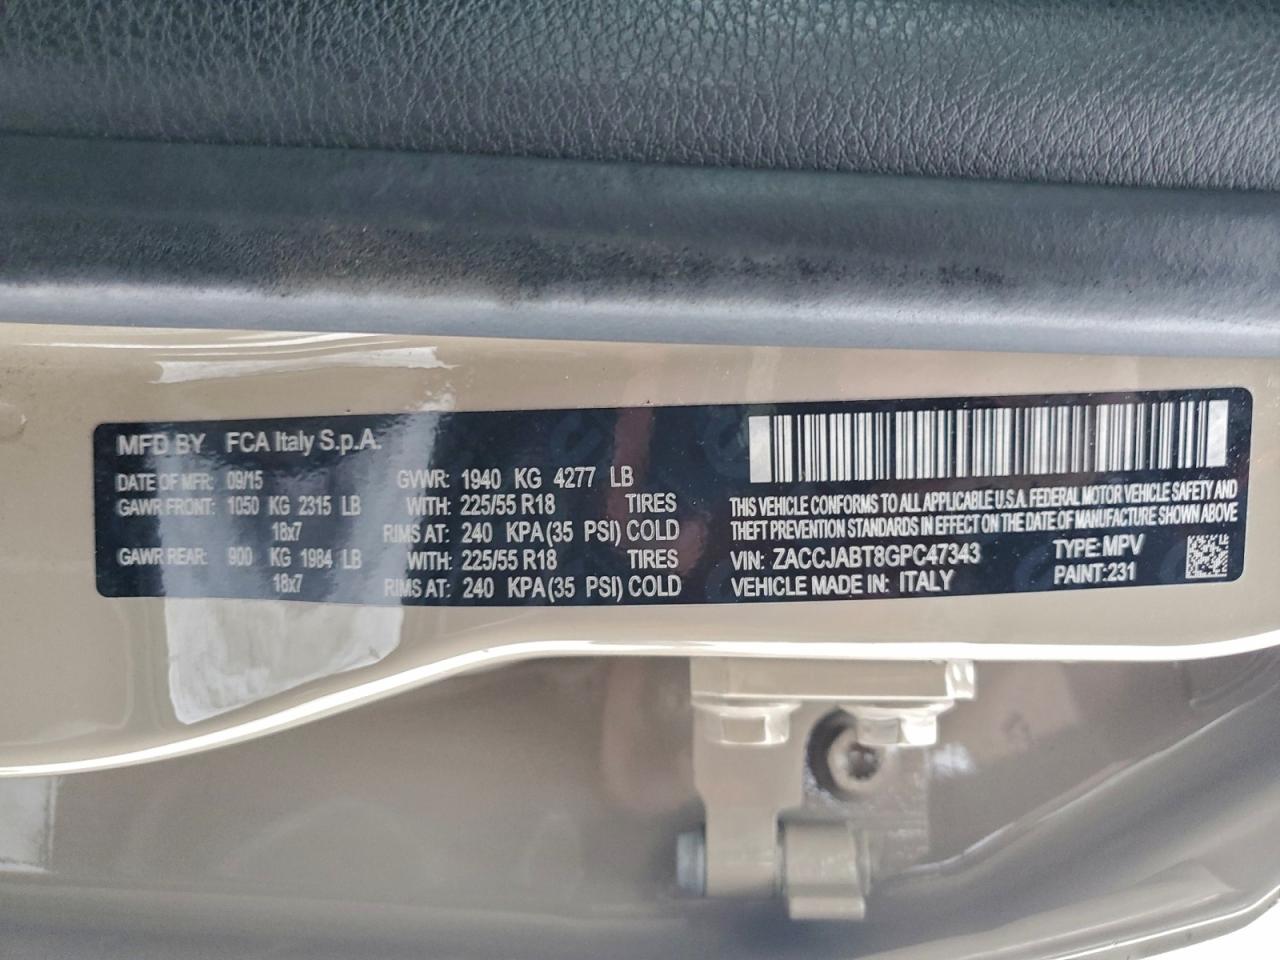 MFD BY FCA Italy S.p.A.
DATE OF MFR: 09/15 GVWR: 1940 KG 4277 LB
GAWR FRONT: 1050 KG 2315 LB WITH: 225/55 R18 TIRES
18x7 RIMS AT: 240 KPA(35 PSI) COLD
GAWR REAR: 900 KG 1984 LB WITH: 225/55 R18 TIRES
18x7 RIMS AT: 240 KPA(35 PSI) COLD
THIS VEHICLE CONFORMS TO ALL APPLICABLE U.S.A. FEDERAL MOTOR VEHICLE SAFETY AND
THEFT PREVENTION STANDARDS IN EFFECT ON THE DATE OF MANUFACTURE SHOWN ABOVE
VIN: ZACCJABT8GPC47343 TYPE: MPV
VEHICLE MADE IN: ITALY PAINT: 231